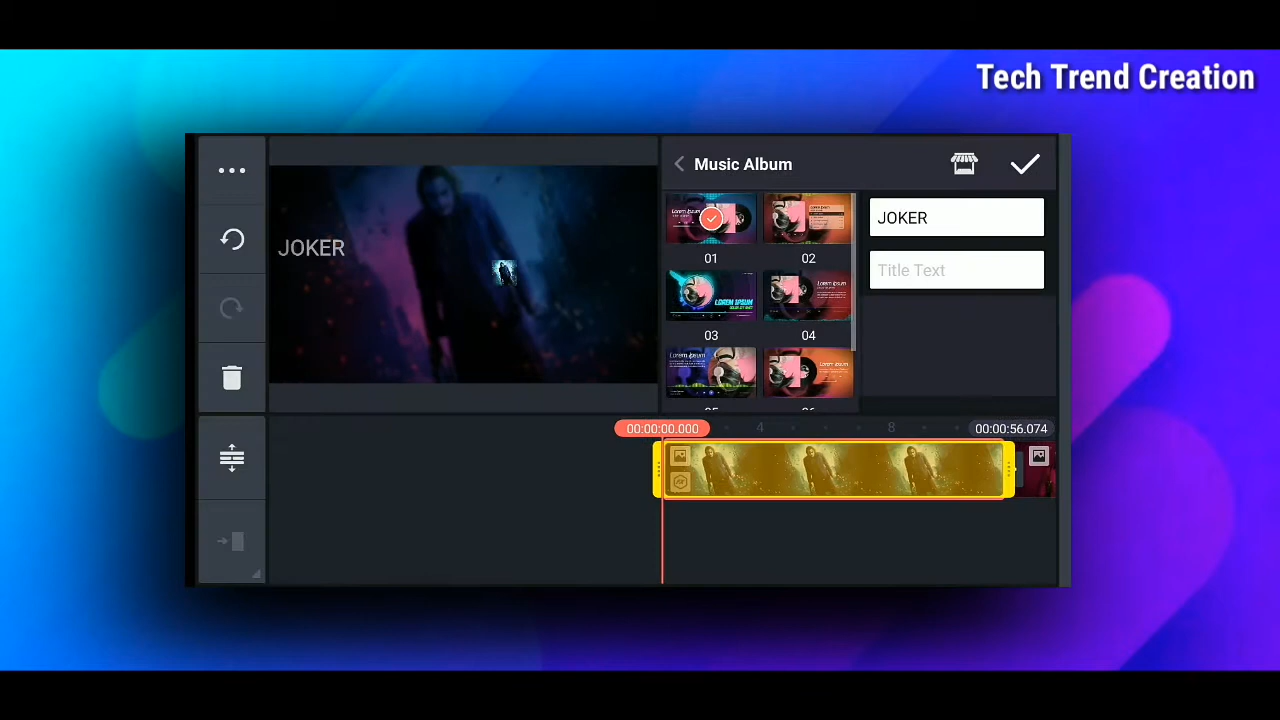 Tech Trend Creation
Music Album
JOKER
JOKER
Title Text
01
02
03
04
00:00:00.000
4
8
00:00:56.074